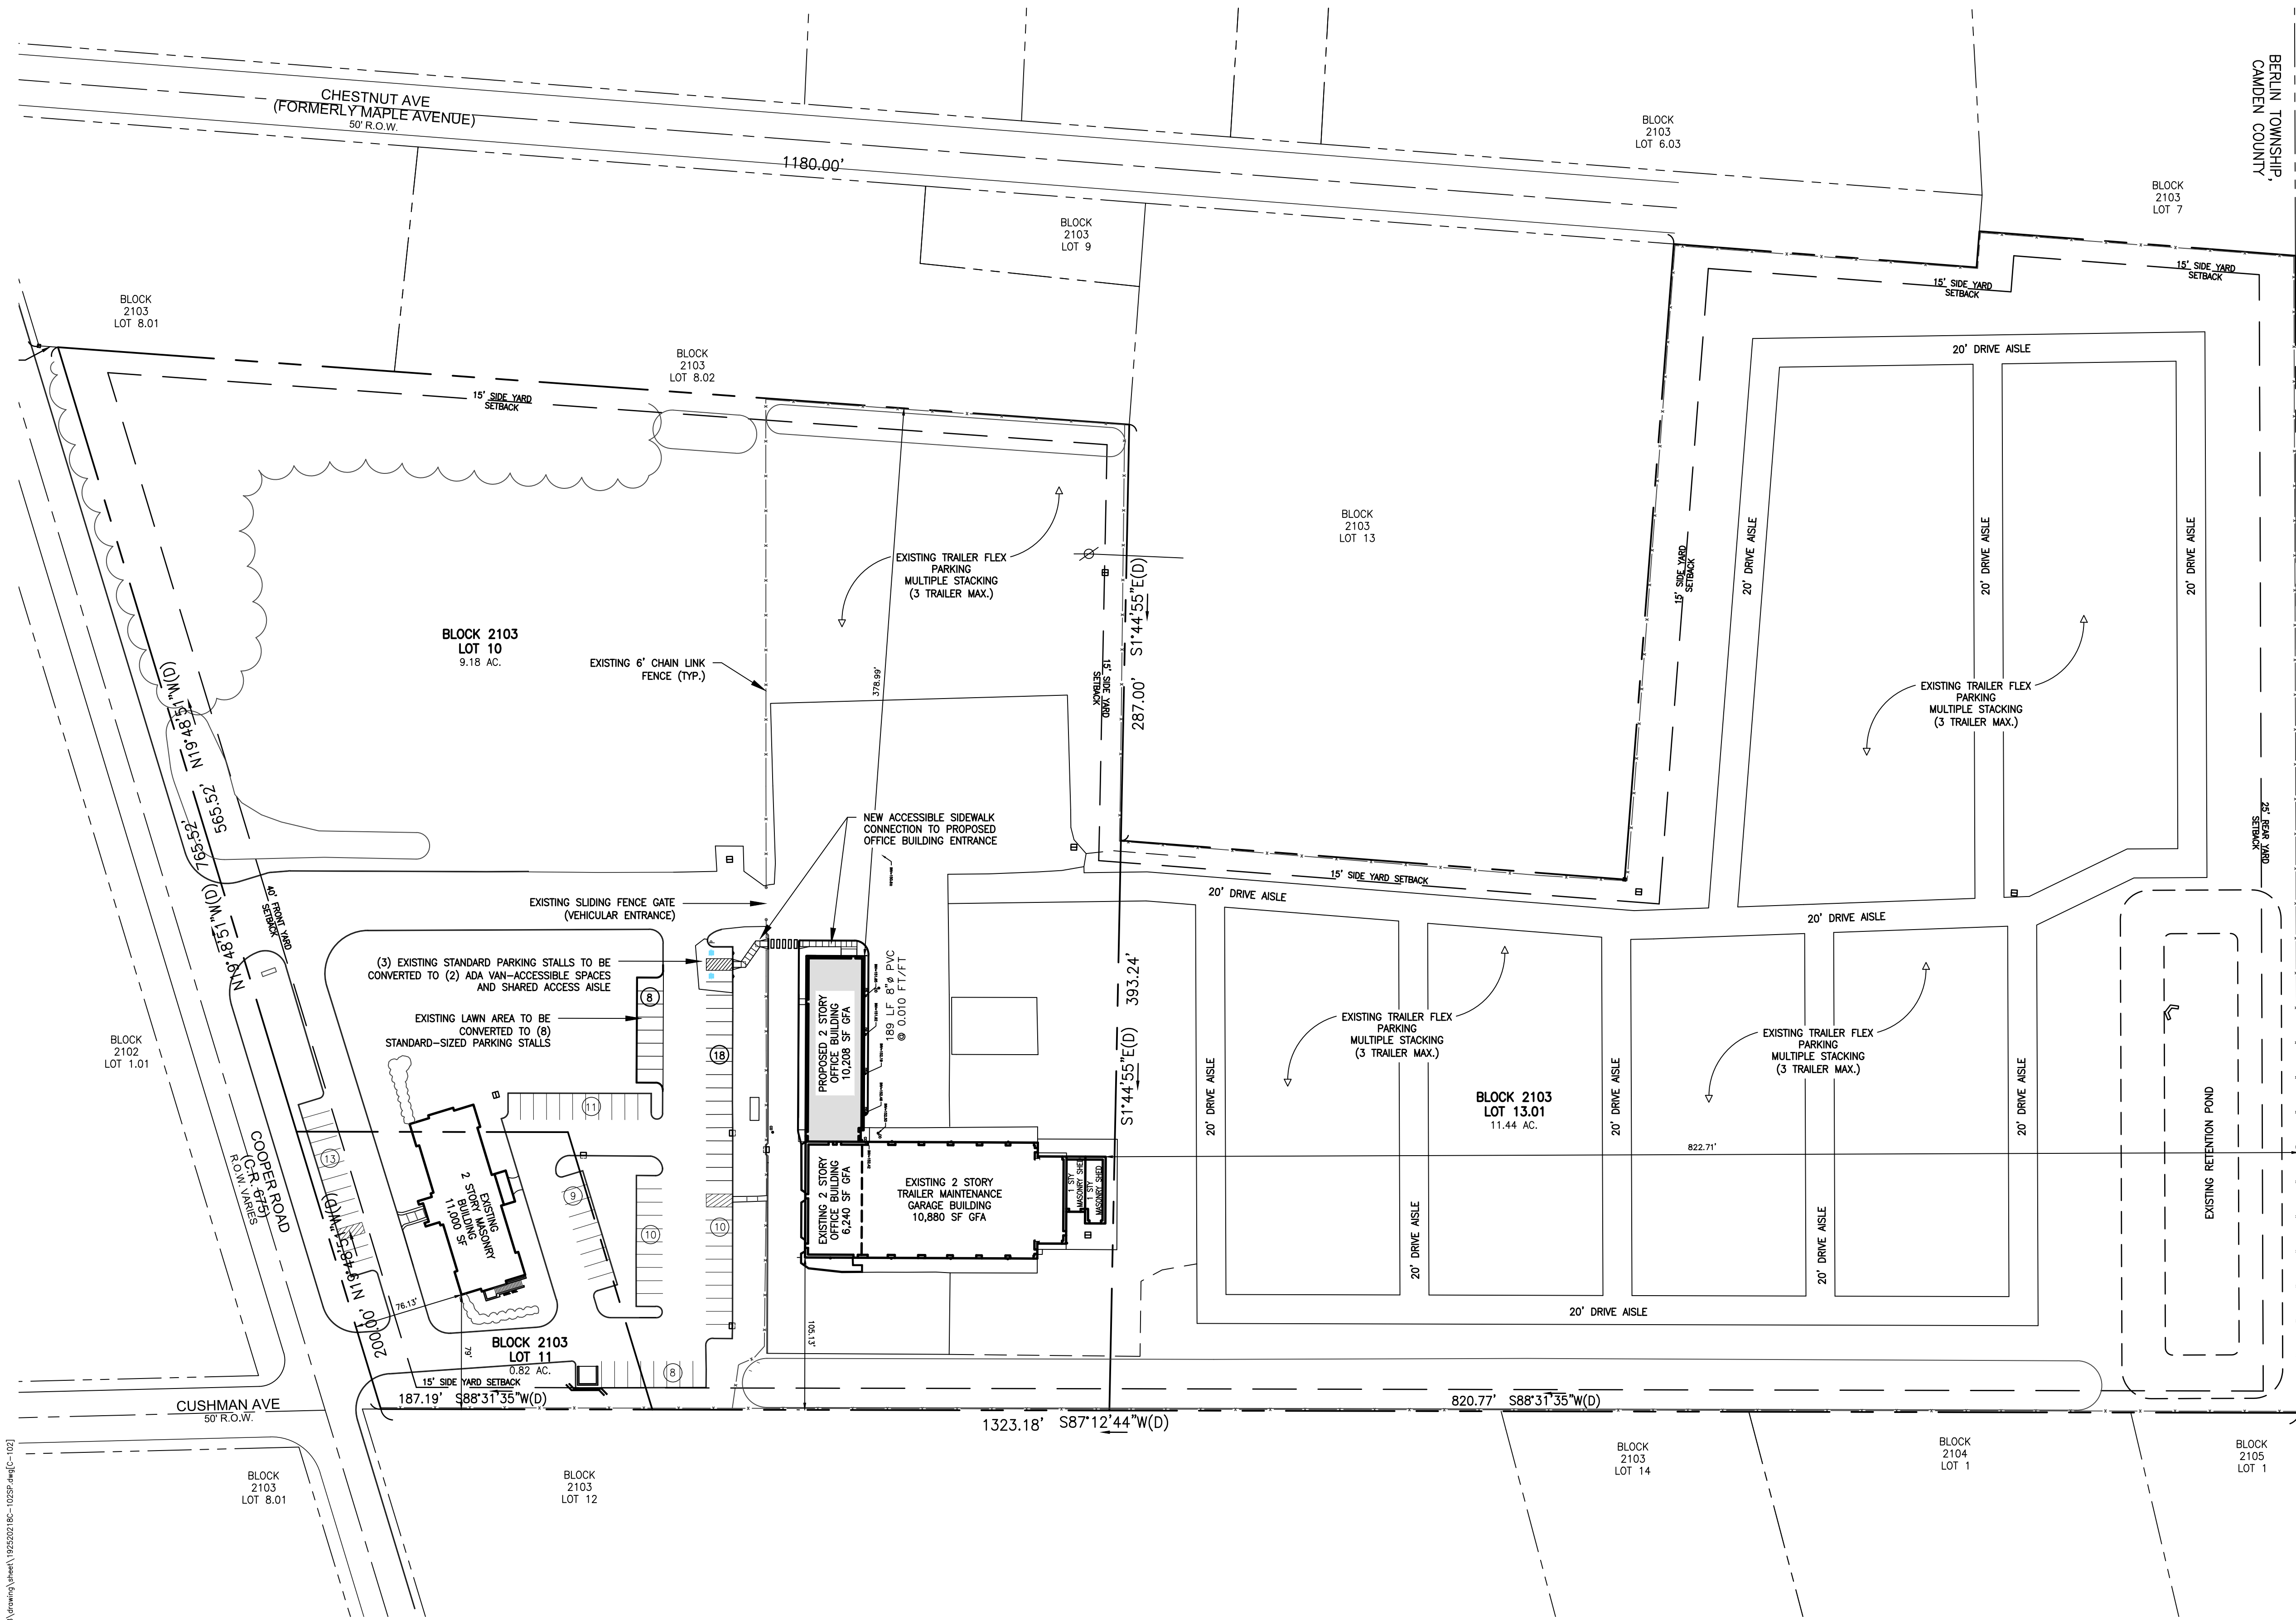 BERLIN TOWNSHIP,
CAMDEN COUNTY
CHESTNUT AVE
(FORMERLY MAPLE AVENUE)
50' R.O.W.
1180.00'
BLOCK
2103
LOT 6.03
BLOCK
2103
LOT 7
BLOCK
2103
LOT 9
BLOCK
2103
LOT 8.01
BLOCK
2103
LOT 8.02
15' SIDE YARD
SETBACK
15' SIDE YARD
SETBACK
15' SIDE YARD
SETBACK
20' DRIVE AISLE
BLOCK
2103
LOT 13
EXISTING TRAILER FLEX
PARKING
MULTIPLE STACKING
(3 TRAILER MAX.)
378.99'
S1°44'55"E(D)
287.00'
15' SIDE YARD
SETBACK
15' SIDE YARD
SETBACK
20' DRIVE AISLE
20' DRIVE AISLE
20' DRIVE AISLE
BLOCK 2103
LOT 10
9.18 AC.
EXISTING 6' CHAIN LINK
FENCE (TYP.)
EXISTING TRAILER FLEX
PARKING
MULTIPLE STACKING
(3 TRAILER MAX.)
565.52' N19°48'51"W(D)
765.52'
N19°48'51"W(D)
40' FRONT YARD
SETBACK
25' REAR YARD
SETBACK
NEW ACCESSIBLE SIDEWALK
CONNECTION TO PROPOSED
OFFICE BUILDING ENTRANCE
15' SIDE YARD SETBACK
20' DRIVE AISLE
20' DRIVE AISLE
EXISTING SLIDING FENCE GATE
(VEHICULAR ENTRANCE)
(3) EXISTING STANDARD PARKING STALLS TO BE
CONVERTED TO (2) ADA VAN-ACCESSIBLE SPACES
AND SHARED ACCESS AISLE
8
EXISTING LAWN AREA TO BE
CONVERTED TO (8)
STANDARD-SIZED PARKING STALLS
18
PROPOSED 2 STORY
OFFICE BUILDING
10,208 SF GFA
189 LF 8"ø PVC
@ 0.010 FT/FT
393.24'
S1°44'55"E(D)
EXISTING TRAILER FLEX
PARKING
MULTIPLE STACKING
(3 TRAILER MAX.)
EXISTING TRAILER FLEX
PARKING
MULTIPLE STACKING
(3 TRAILER MAX.)
BLOCK
2102
LOT 1.01
11
BLOCK 2103
LOT 13.01
11.44 AC.
20' DRIVE AISLE
20' DRIVE AISLE
20' DRIVE AISLE
822.71'
EXISTING RETENTION POND
13
COOPER ROAD
(C.R. 675)
R.O.W. VARIES
EXISTING
2 STORY MASONRY
BUILDING
11,000 SF
9
10
10
EXISTING 2 STORY
OFFICE BUILDING
6,240 SF GFA
EXISTING 2 STORY
TRAILER MAINTENANCE
GARAGE BUILDING
10,880 SF GFA
1 STY
MASONRY SHED
1 STY
MASONRY SHED
20' DRIVE AISLE
20' DRIVE AISLE
200.00' N19°48'51"W(D)
76.13'
79'
105.13'
20' DRIVE AISLE
BLOCK 2103
LOT 11
0.82 AC.
8
15' SIDE YARD SETBACK
187.19' S88°31'35"W(D)
820.77' S88°31'35"W(D)
CUSHMAN AVE
50' R.O.W.
1323.18' S87°12'44"W(D)
BLOCK
2103
LOT 8.01
BLOCK
2103
LOT 12
BLOCK
2103
LOT 14
BLOCK
2104
LOT 1
BLOCK
2105
LOT 1
\drawing\sheet\192520218C-102SP.dwg[C-102]